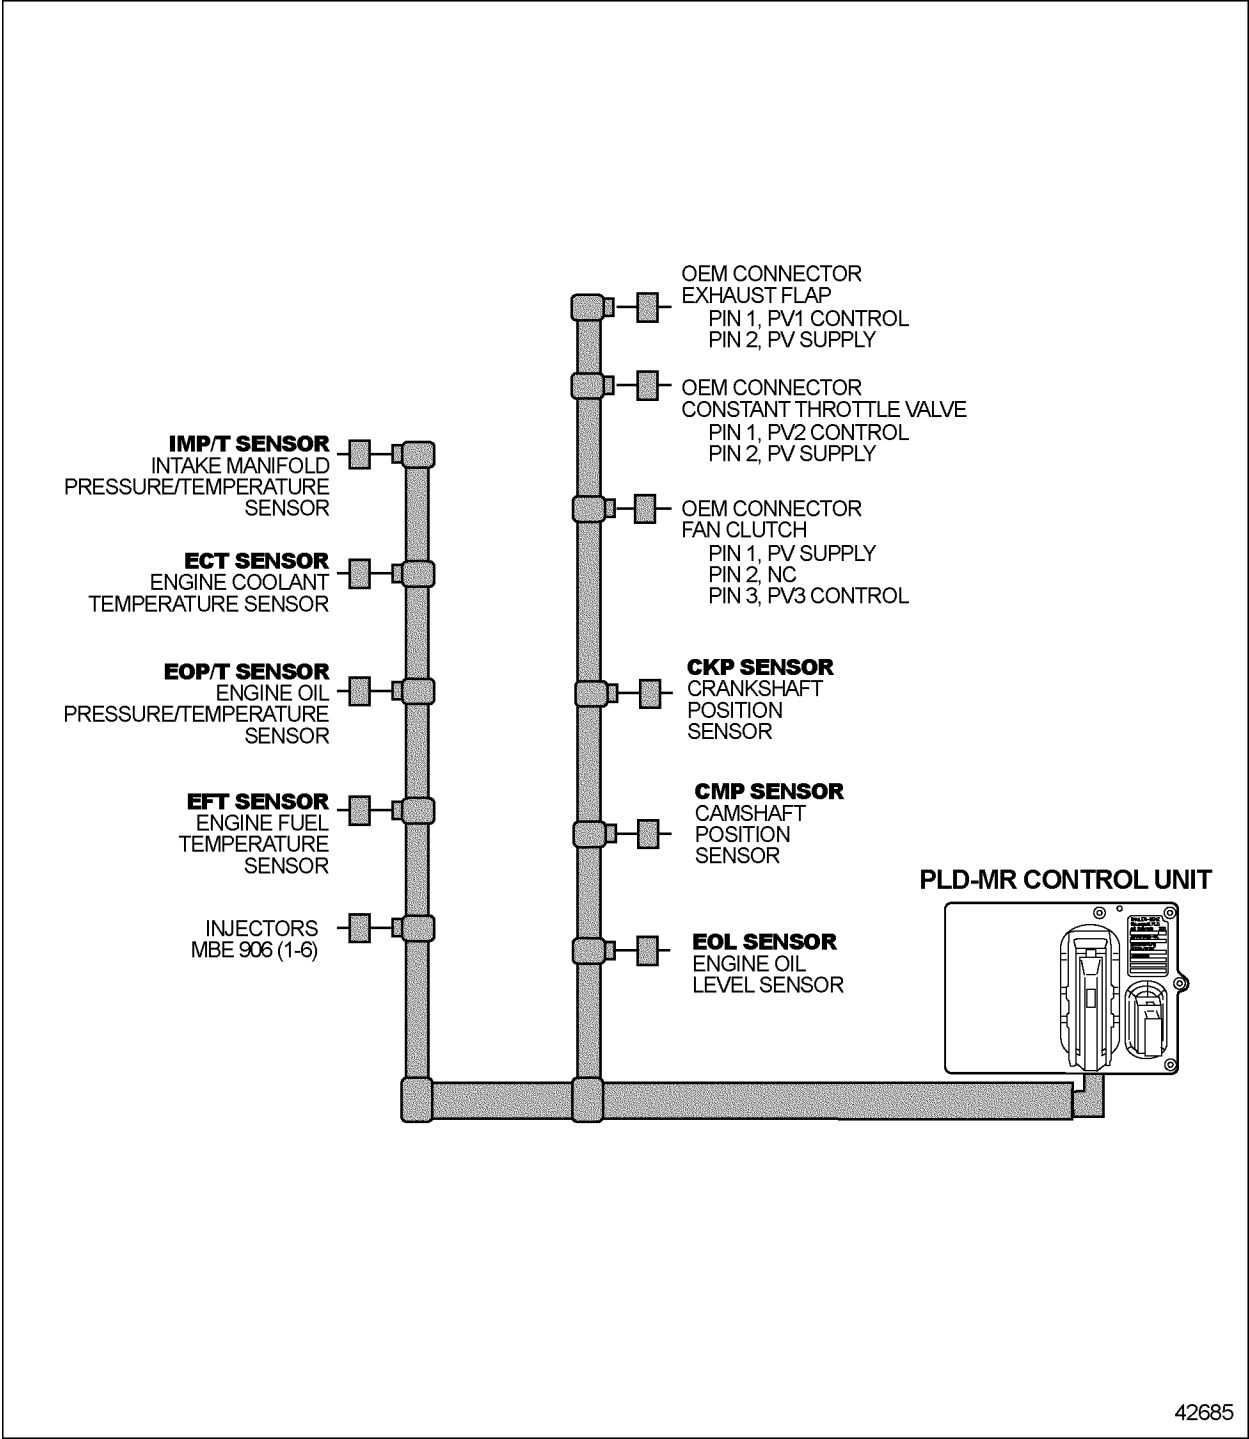 OEM CONNECTOR
EXHAUST FLAP
PIN 1, PV1 CONTROL
PIN 2, PV SUPPLY
OEM CONNECTOR
CONSTANT THROTTLE VALVE
PIN 1, PV2 CONTROL
PIN 2, PV SUPPLY
OEM CONNECTOR
FAN CLUTCH
PIN 1, PV SUPPLY
PIN 2, NC
PIN 3, PV3 CONTROL
IMP/T SENSOR
INTAKE MANIFOLD
PRESSURE/TEMPERATURE
SENSOR
ECT SENSOR
ENGINE COOLANT
TEMPERATURE SENSOR
EOP/T SENSOR
ENGINE OIL
PRESSURE/TEMPERATURE
SENSOR
EFT SENSOR
ENGINE FUEL
TEMPERATURE
SENSOR
INJECTORS
MBE 906 (1-6)
CKP SENSOR
CRANKSHAFT
POSITION
SENSOR
CMP SENSOR
CAMSHAFT
POSITION
SENSOR
EOL SENSOR
ENGINE OIL
LEVEL SENSOR
PLD-MR CONTROL UNIT
42685